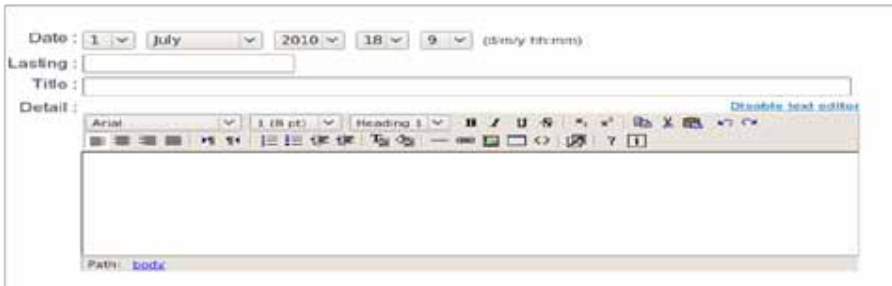 Date : 1 July 2010 18 9 (d/m/y hh:mm)
Lasting :
Title :
Detail :
Disable text editor
Arial 1 (8 pt) Heading 1 B I U S
? i
Path: body